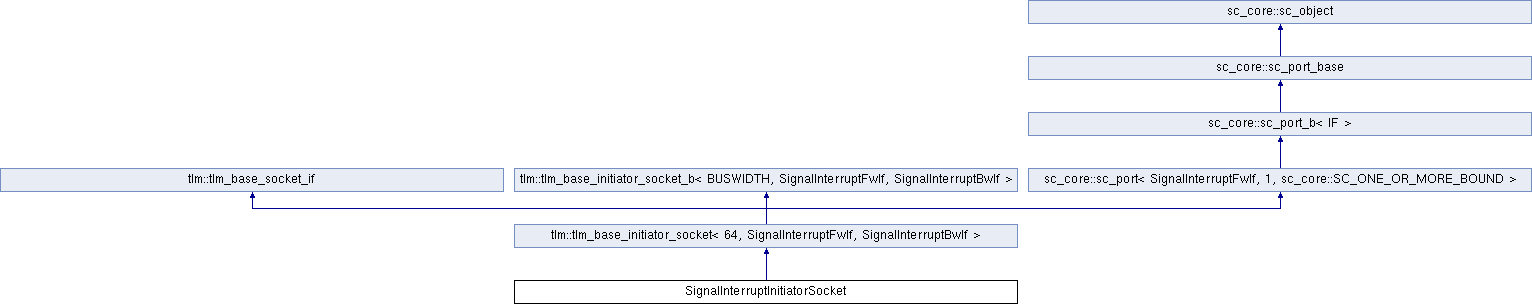 sc_core::sc_object
sc_core::sc_port_base
sc_core::sc_port_b< IF >
tlm::tlm_base_socket_if
tlm::tlm_base_initiator_socket_b< BUSWIDTH, SignalInterruptFwIf, SignalInterruptBwIf >
sc_core::sc_port< SignalInterruptFwIf, 1, sc_core::SC_ONE_OR_MORE_BOUND >
tlm::tlm_base_initiator_socket< 64, SignalInterruptFwIf, SignalInterruptBwIf >
SignalInterruptInitiatorSocket